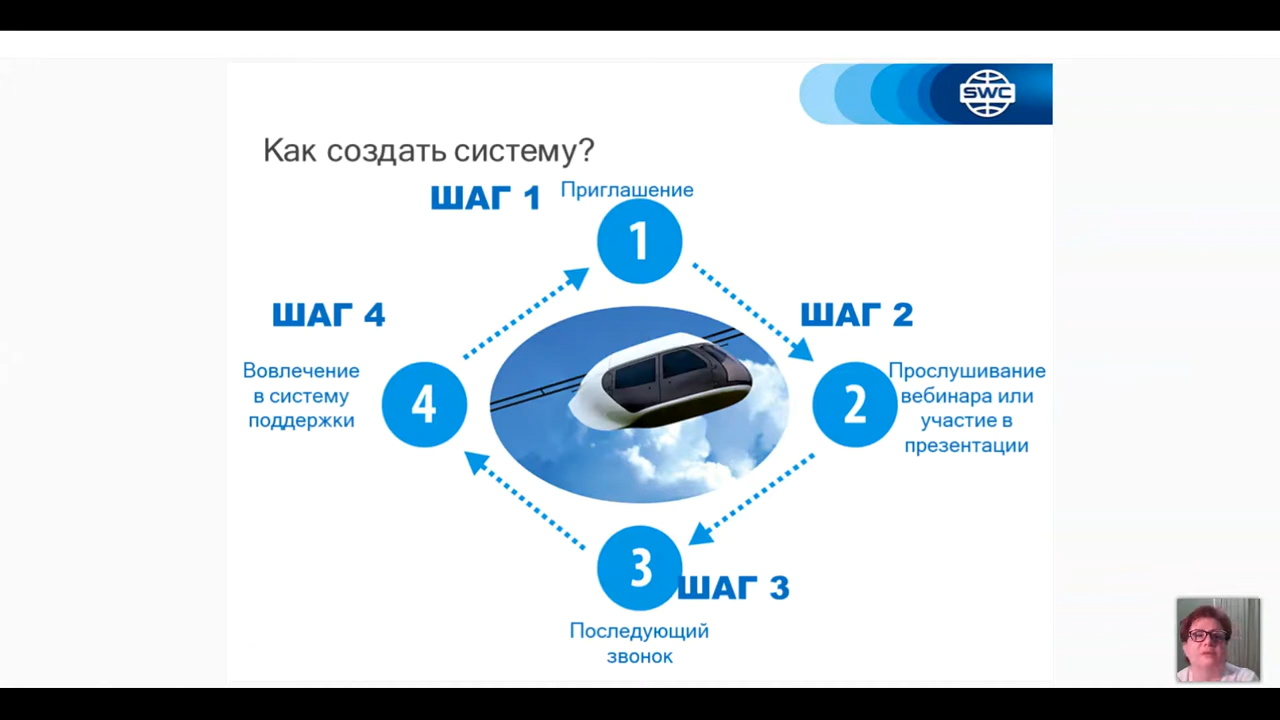 SWC
Как создать систему?
ШАГ 1
Приглашение
1
ШАГ 2
2
Прослушивание
вебинара или
участие в
презентации
3
ШАГ 3
Последующий
звонок
ШАГ 4
Вовлечение
в систему
поддержки
4